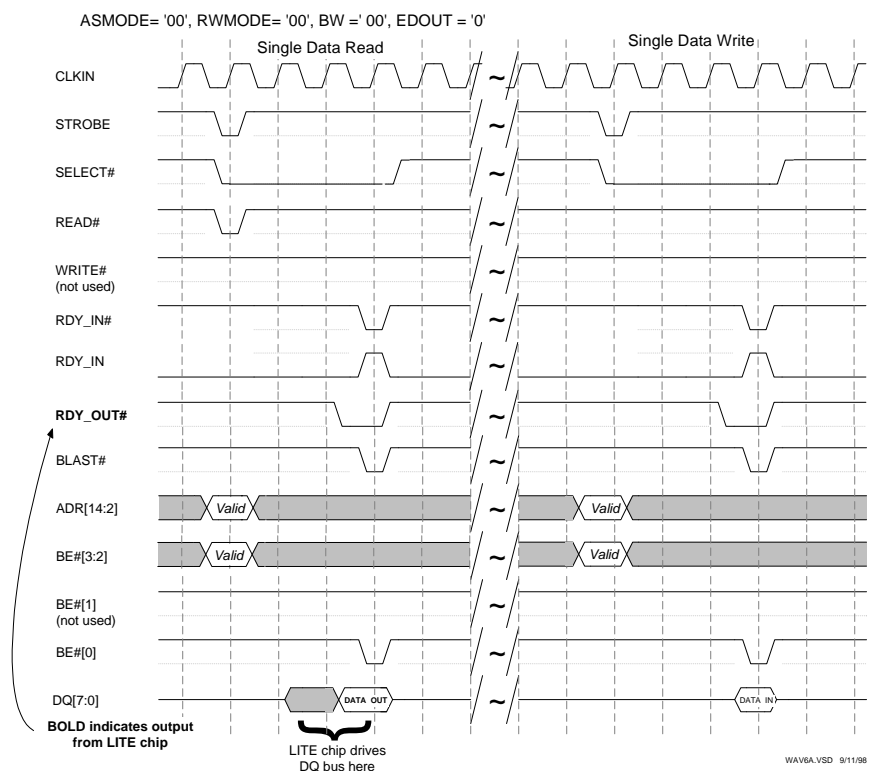 ASMODE= '00', RWMODE= '00', BW =' 00', EDOUT = '0'
Single Data Read
Single Data Write
CLKIN
~
STROBE
~
SELECT#
~
READ#
~
WRITE#
(not used)
~
RDY_IN#
~
RDY_IN
~
RDY_OUT#
~
BLAST#
~
ADR[14:2]
Valid
~
Valid
BE#[3:2]
Valid
~
Valid
BE#[1]
(not used)
~
BE#[0]
~
DQ[7:0]
DATA OUT
~
DATA IN
BOLD indicates output
from LITE chip
LITE chip drives
DQ bus here
WAV6A.VSD 9/11/98